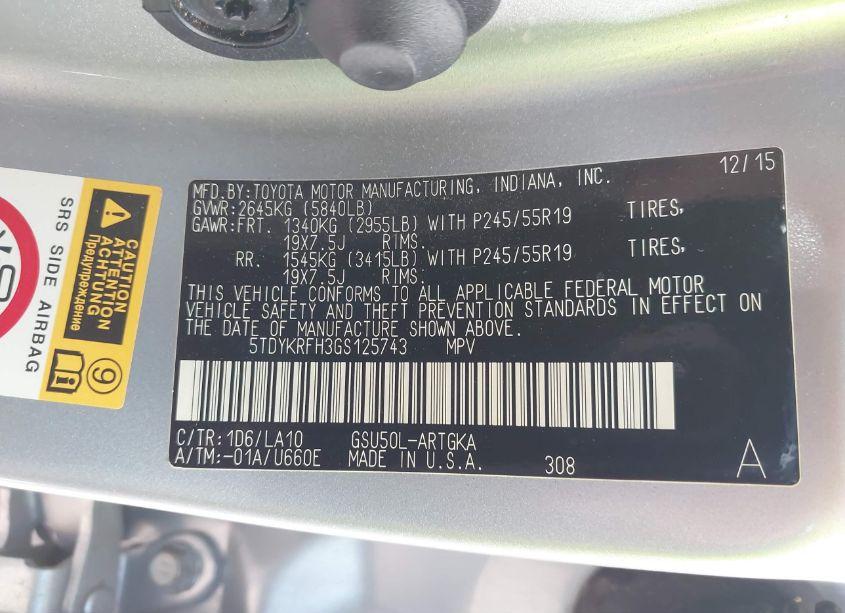 SRS SIDE AIRBAG
CAUTION
ATTENTION
ACHTUNG
Предупреждение
9
12/15
MFD.BY:TOYOTA MOTOR MANUFACTURING, INDIANA, INC.
GVWR:2645KG (5840LB)
GAWR:FRT. 1340KG (2955LB) WITH P245/55R19 TIRES,
19X7.5J RIMS.
RR. 1545KG (3415LB) WITH P245/55R19 TIRES,
19X7.5J RIMS.
THIS VEHICLE CONFORMS TO ALL APPLICABLE FEDERAL MOTOR
VEHICLE SAFETY AND THEFT PREVENTION STANDARDS IN EFFECT ON
THE DATE OF MANUFACTURE SHOWN ABOVE.
5TDYKRFH3GS125743 MPV
C/TR:1D6/LA10 GSU50L-ARTGKA
A/TM:-01A/U660E MADE IN U.S.A. 308 A